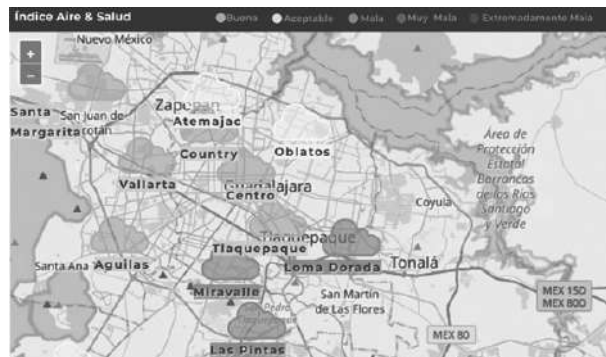 Índice Aire & Salud
Buena
Aceptable
Mala
Muy Mala
Extremadamente Mala
+
−
Nuevo México
Santa
Margarita
San Juan de
Zapopan
Atemajac
Country
Oblatos
Área de
Protección
Estatal
Barrancas
de los Ríos
Santiago
y Verde
Vallarta
Guadalajara
Centro
Coyula
Tlaquepaque
Tlaquepaque
Santa Ana
Aguilas
Loma Dorada
Tonalá
Miravalle
San Martín
de Las Flores
MEX 15D
MEX 80D
MEX 80
Las Pintas